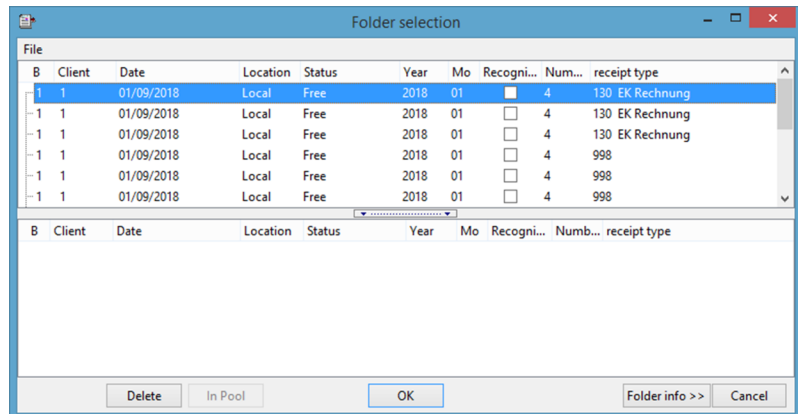 Folder selection
File
B Client Date Location Status Year Mo Recogni... Num... receipt type
1 1 01/09/2018 Local Free 2018 01 4 130 EK Rechnung
1 1 01/09/2018 Local Free 2018 01 4 130 EK Rechnung
1 1 01/09/2018 Local Free 2018 01 4 130 EK Rechnung
1 1 01/09/2018 Local Free 2018 01 4 998
1 1 01/09/2018 Local Free 2018 01 4 998
1 1 01/09/2018 Local Free 2018 01 4 998
B Client Date Location Status Year Mo Recogni... Numb... receipt type
Delete In Pool OK Folder info >> Cancel